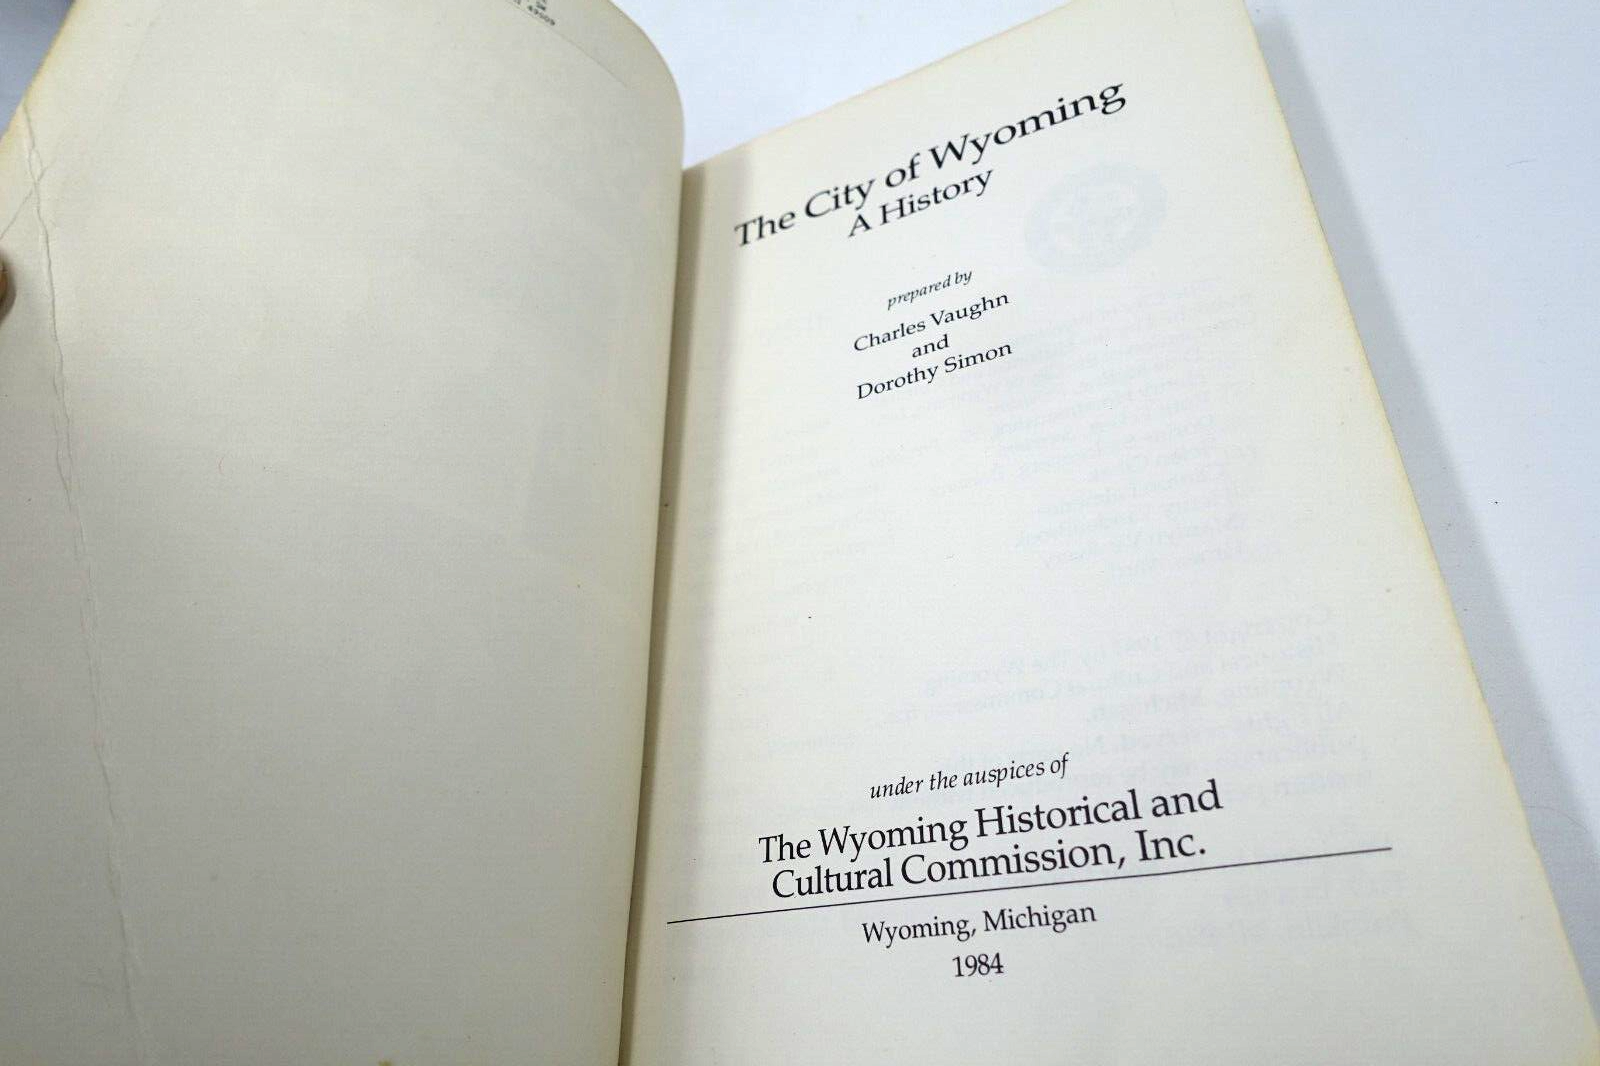 49509
The City of Wyoming
A History
prepared by
Charles Vaughn
and
Dorothy Simon
under the auspices of
The Wyoming Historical and
Cultural Commission, Inc.
Wyoming, Michigan
1984